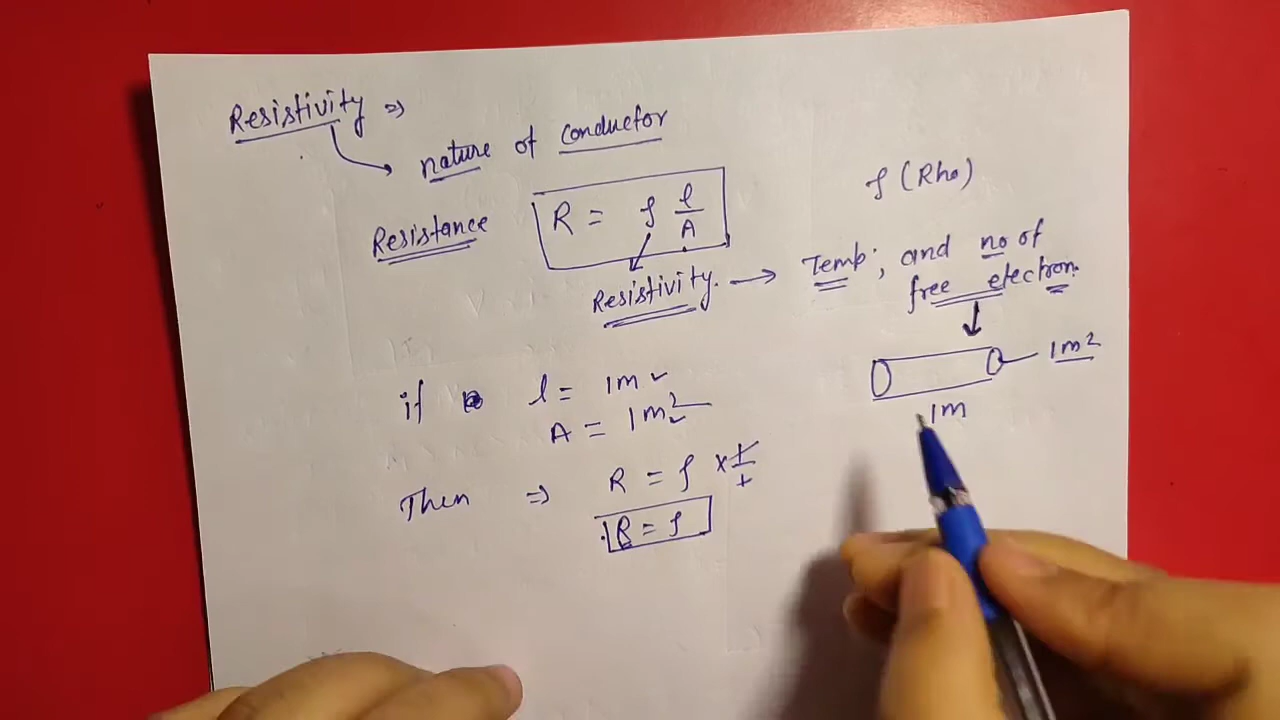 Resistivity ⇒
nature of conductor
Resistance R = ρ l/A
ρ (Rho)
Resistivity. → Temp., and no of
free electron.
1m²
1m
if l = 1m
A = 1m²
Then ⇒ R = ρ × 1/1
R = ρ